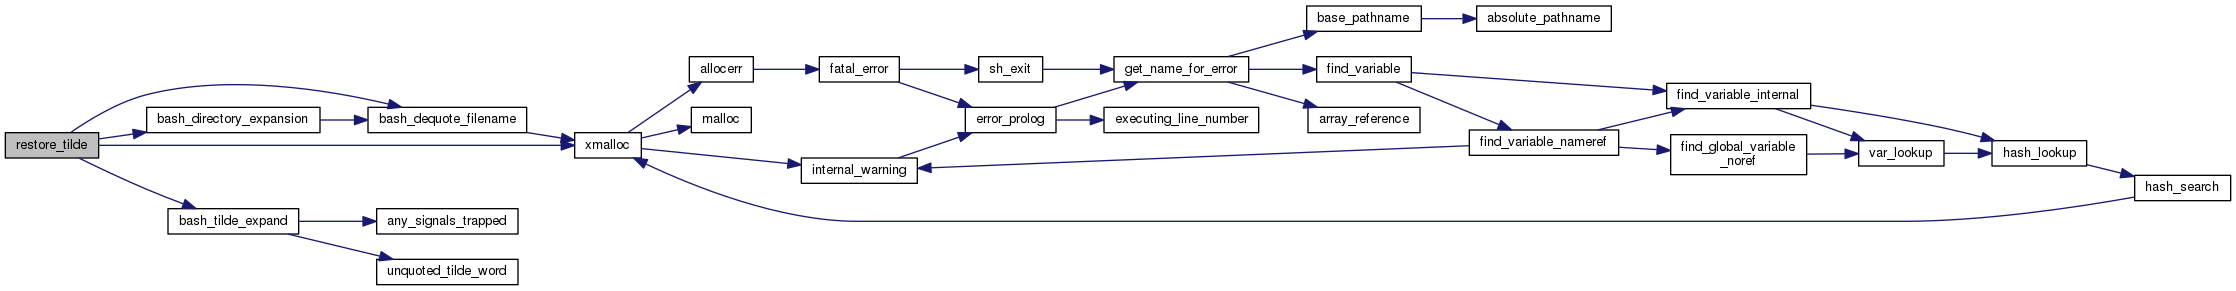 restore_tilde
bash_directory_expansion
bash_dequote_filename
bash_tilde_expand
any_signals_trapped
unquoted_tilde_word
xmalloc
allocerr
malloc
internal_warning
fatal_error
sh_exit
error_prolog
get_name_for_error
executing_line_number
base_pathname
absolute_pathname
find_variable
array_reference
find_variable_nameref
find_variable_internal
find_global_variable
_noref
var_lookup
hash_lookup
hash_search